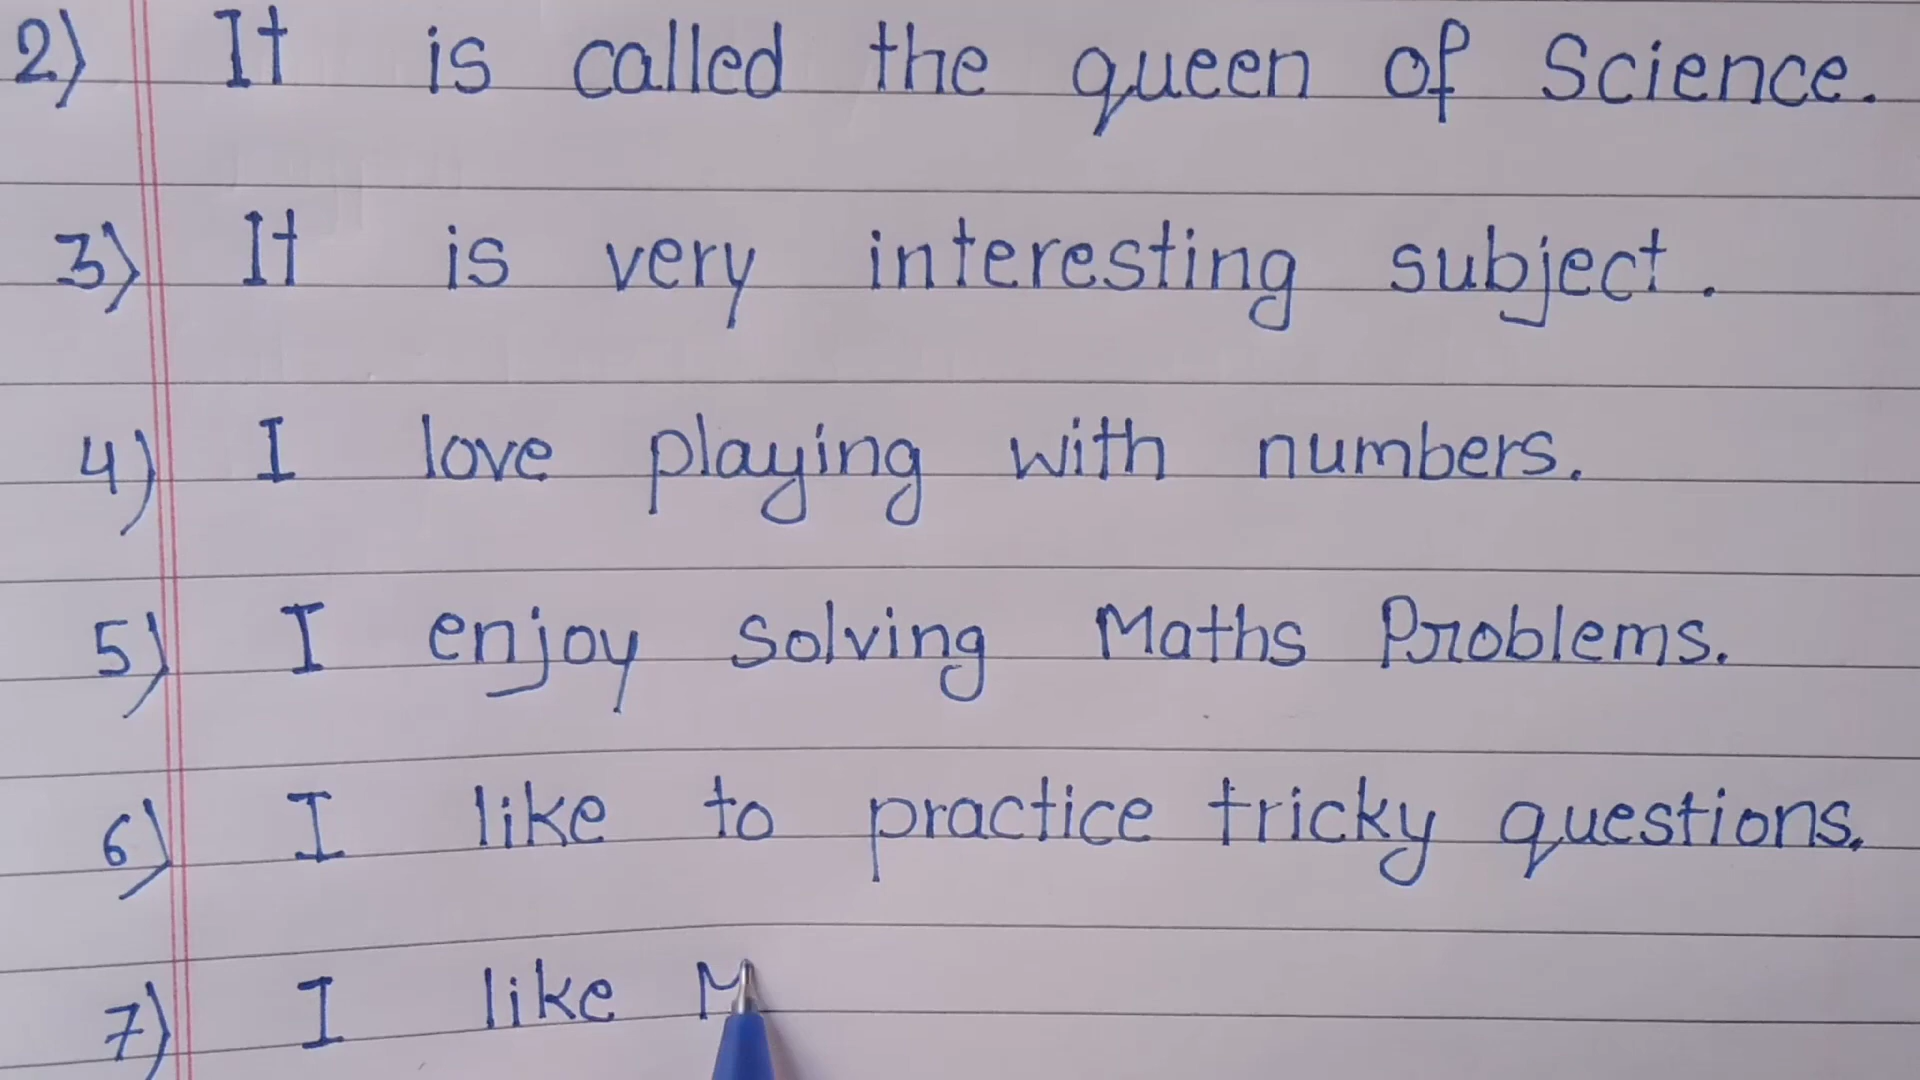 2) It is called the queen of Science.
3) It is very interesting subject.
4) I love playing with numbers.
5) I enjoy solving Maths Problems.
6) I like to practice tricky questions.
7) I like M